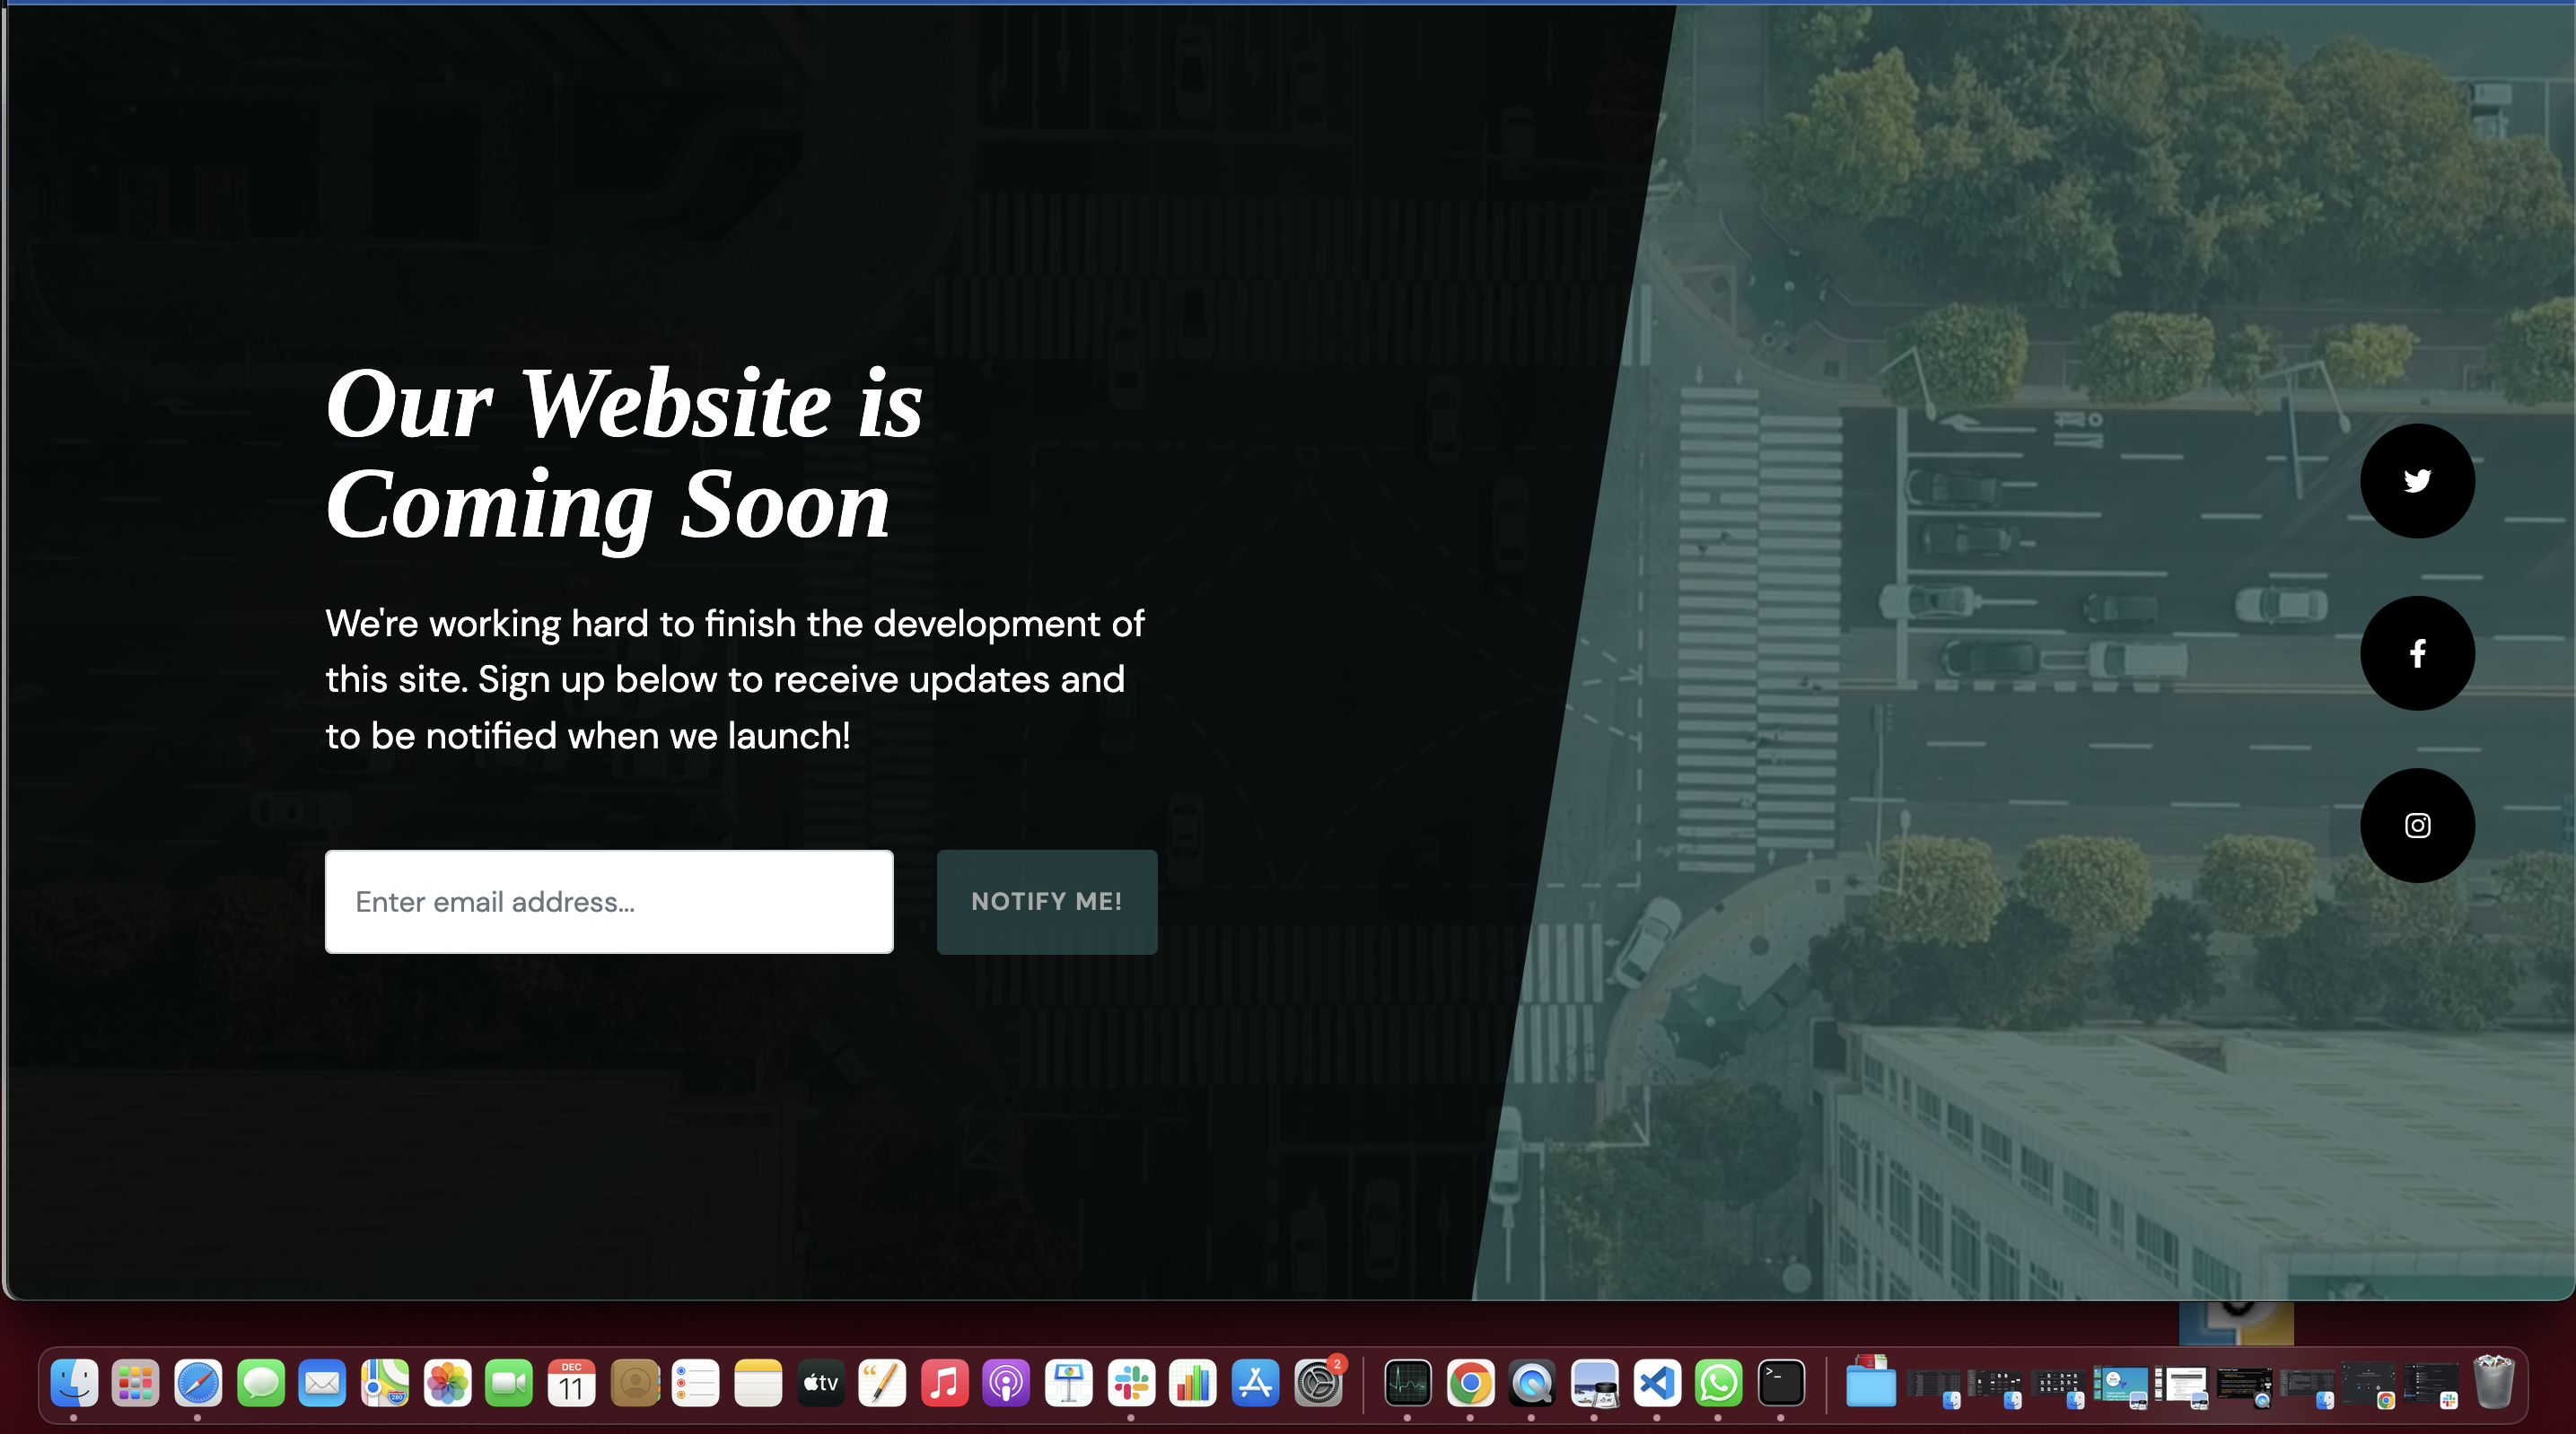 Our Website is
Coming Soon
We're working hard to finish the development of
this site. Sign up below to receive updates and
to be notified when we launch!
Enter email address...
NOTIFY ME!
DEC
11
280
tv
2
>_